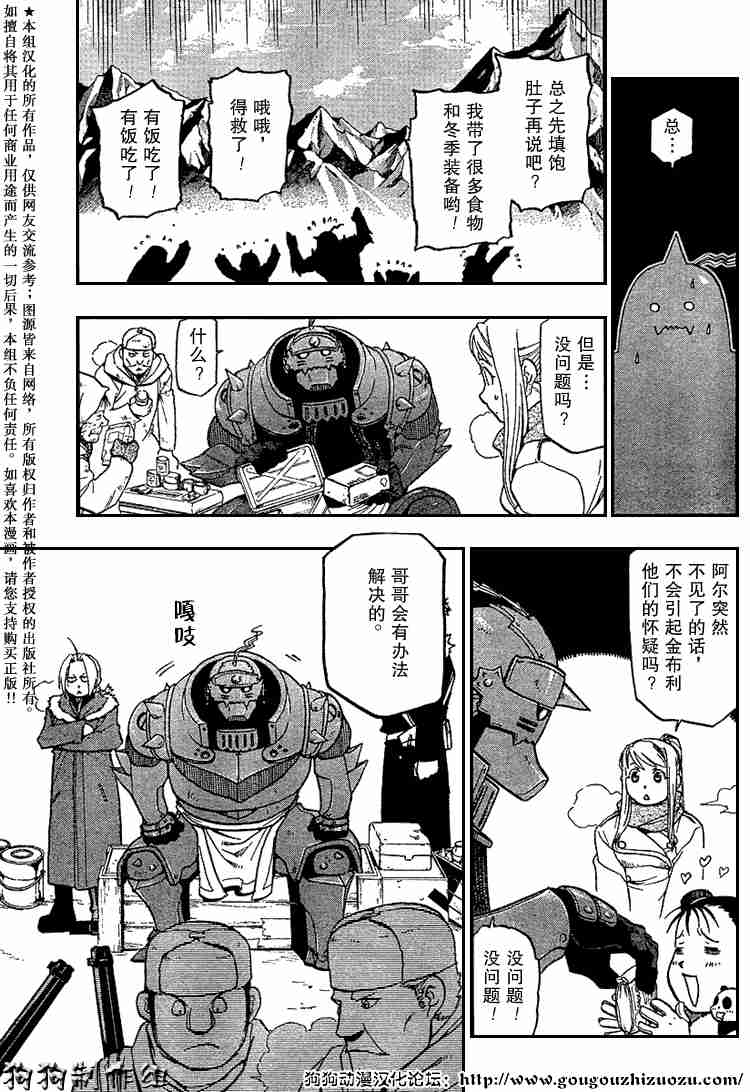 总…
总之先填饱
肚子再说吧？
我带了很多食物
和冬季装备哟！
哦，
得救了！
有饭吃了！
有饭吃了！
但是…
没问题吗？
什么？
阿尔突然
不见了的话，
不会引起金布利
他们的怀疑吗？
没问题！
没问题！
哥哥会有办法
解决的。
嘎吱
★本组汉化的所有作品，仅供网友交流参考；图源皆来自网络，所有版权归作者和被作者授权的出版社所有。
如擅自将其用于任何商业用途而产生的一切后果，本组不负任何责任。如喜欢本漫画，请您支持购买正版!!
狗狗制作组
狗狗动漫汉化论坛：http://www.gougouzhizuozu.com/